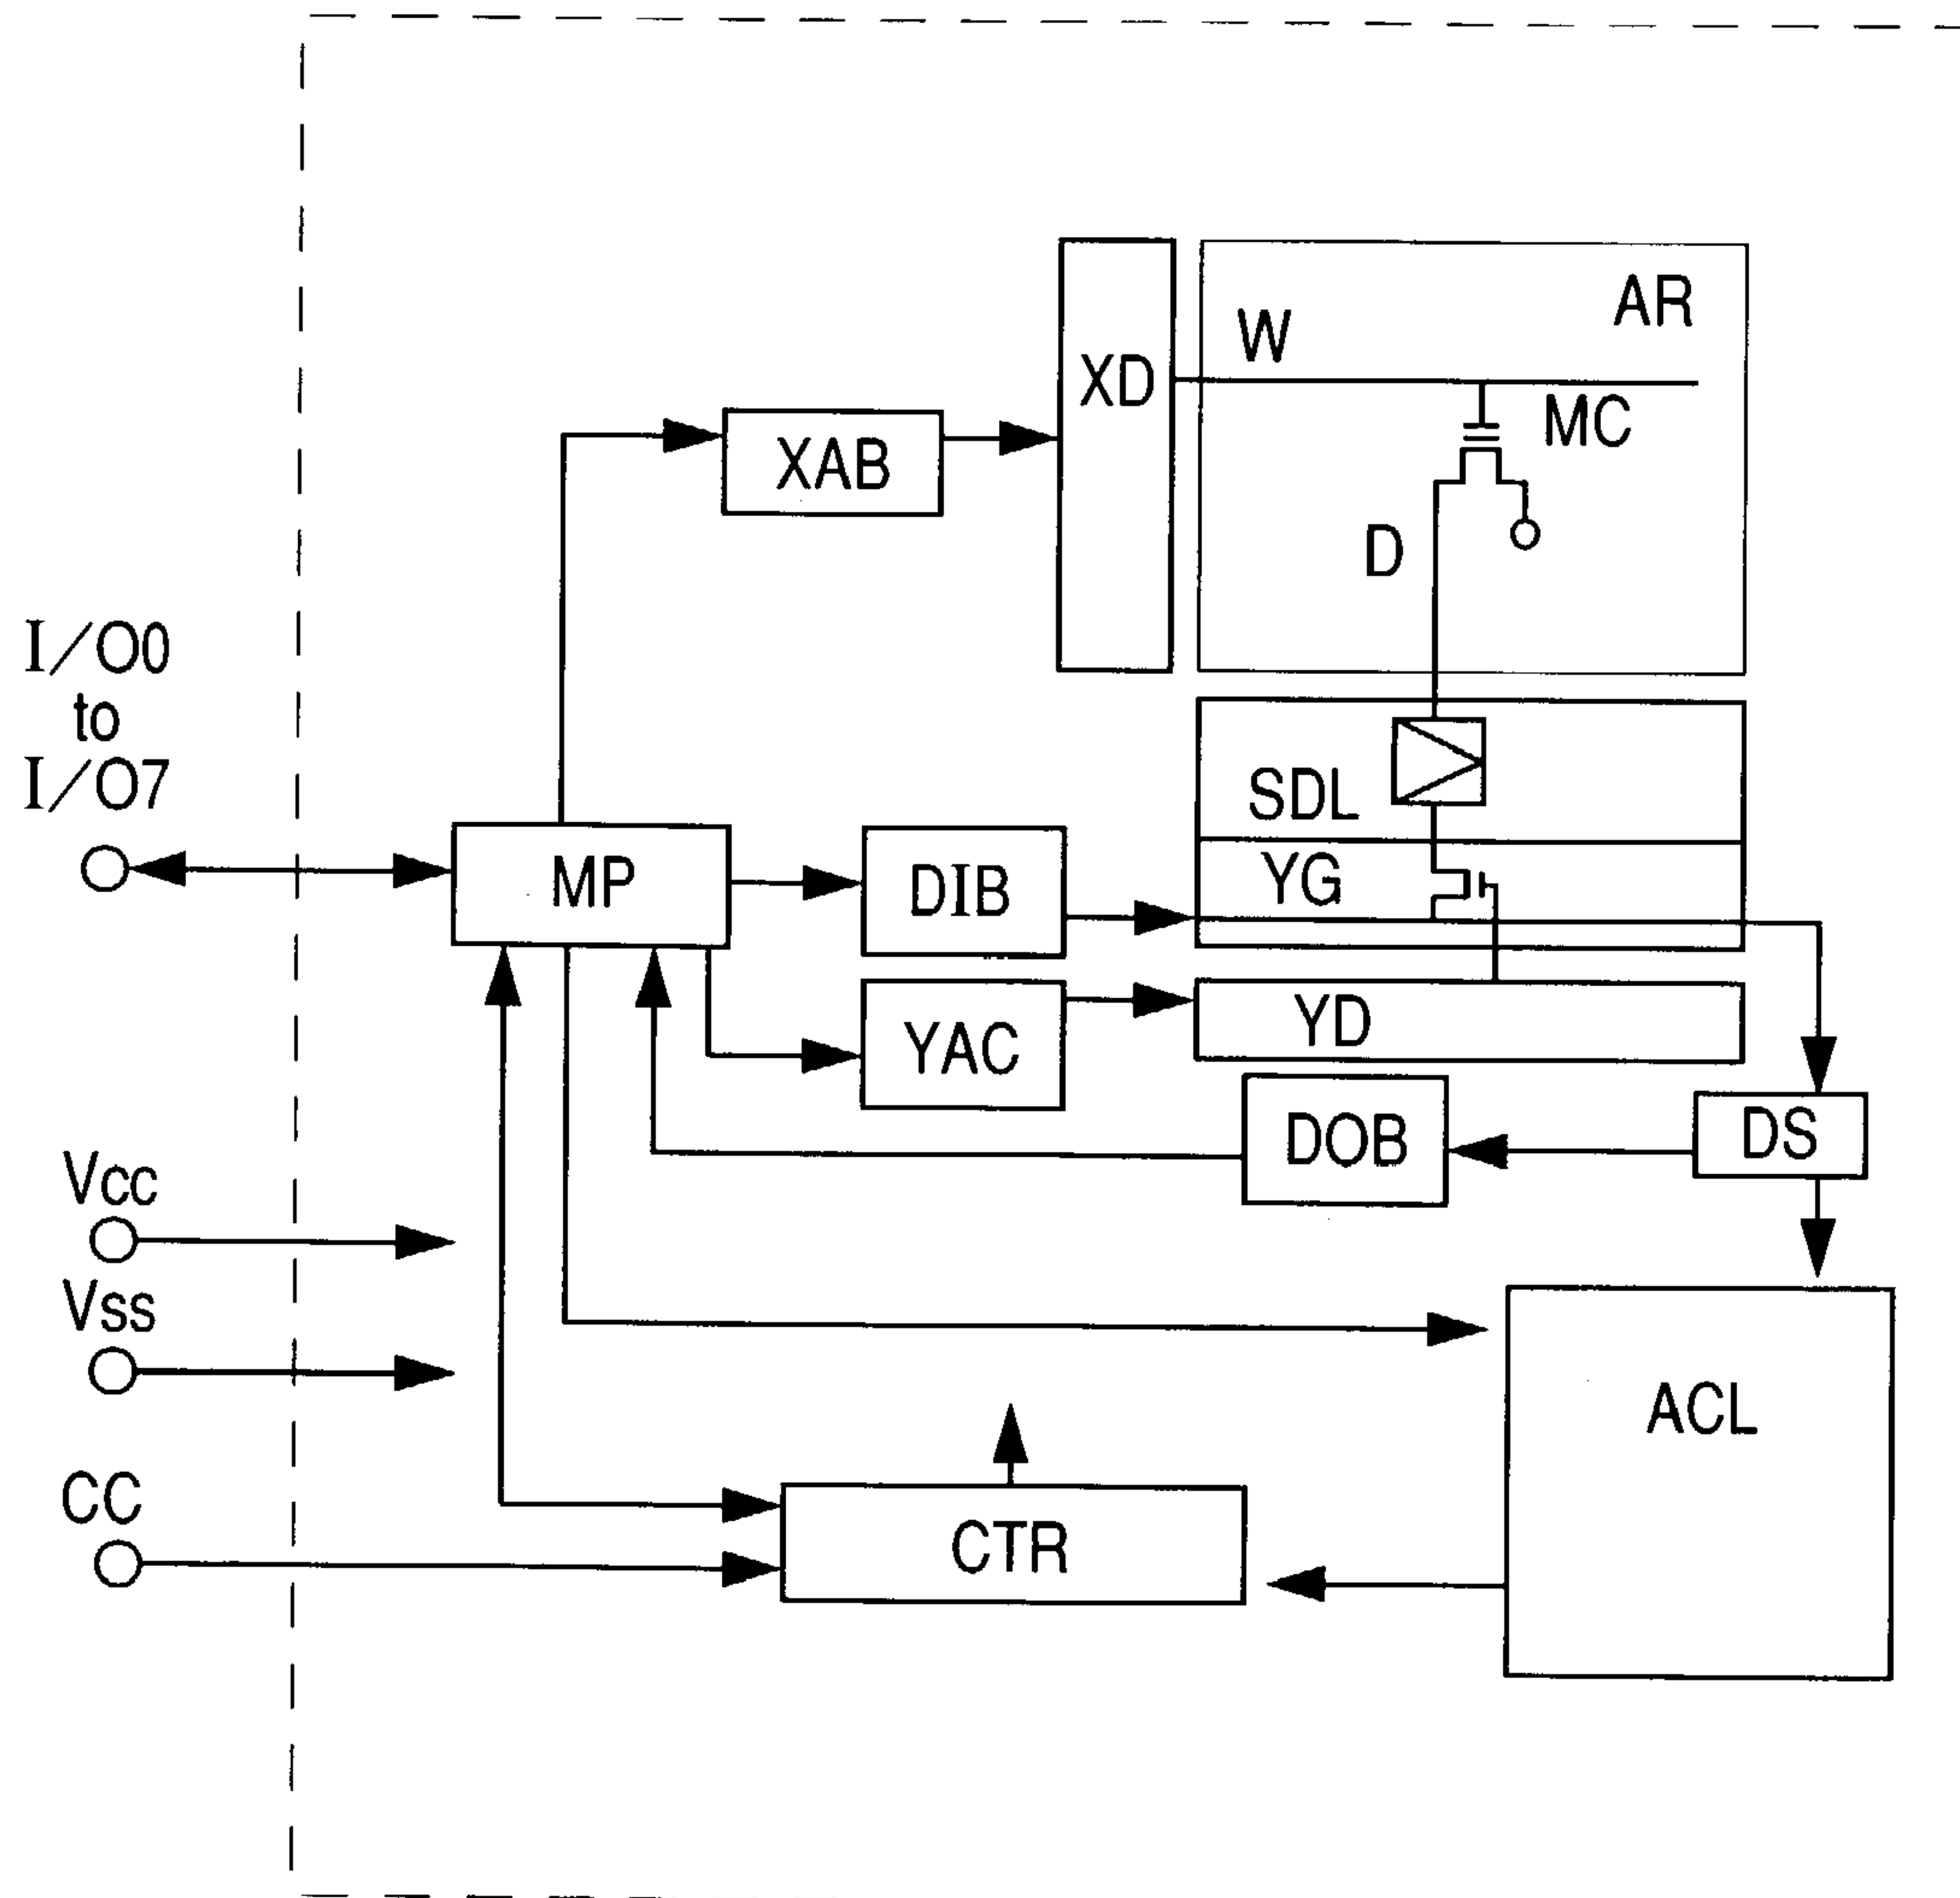 AR
W
XD
MC
XAB
D
I/O0
to
I/O7
SDL
MP
DIB
YG
YAC
YD
DOB
DS
Vcc
Vss
ACL
CC
CTR